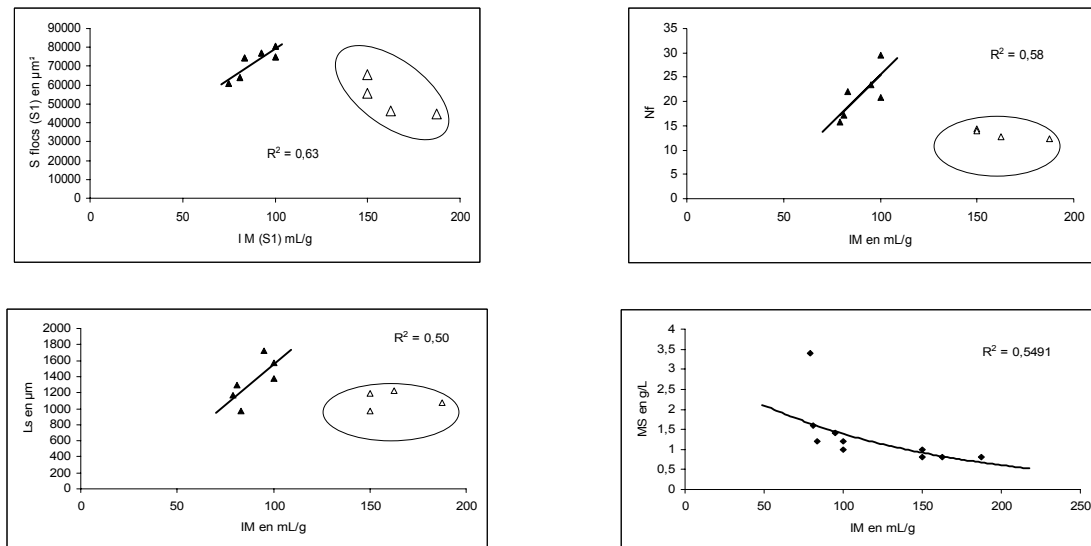 90000
80000
70000
60000
50000
40000
30000
20000
10000
0
S flocs (S1) en µm²
R² = 0,63
0 50 100 150 200
I M (S1) mL/g
35
30
25
20
15
10
5
0
Nf
R² = 0,58
0 50 100 150 200
IM en mL/g
2000
1800
1600
1400
1200
1000
800
600
400
200
0
Ls en µm
R² = 0,50
0 50 100 150 200
IM en mL/g
4
3,5
3
2,5
2
1,5
1
0,5
0
MS en g/L
R² = 0,5491
0 50 100 150 200 250
IM en mL/g